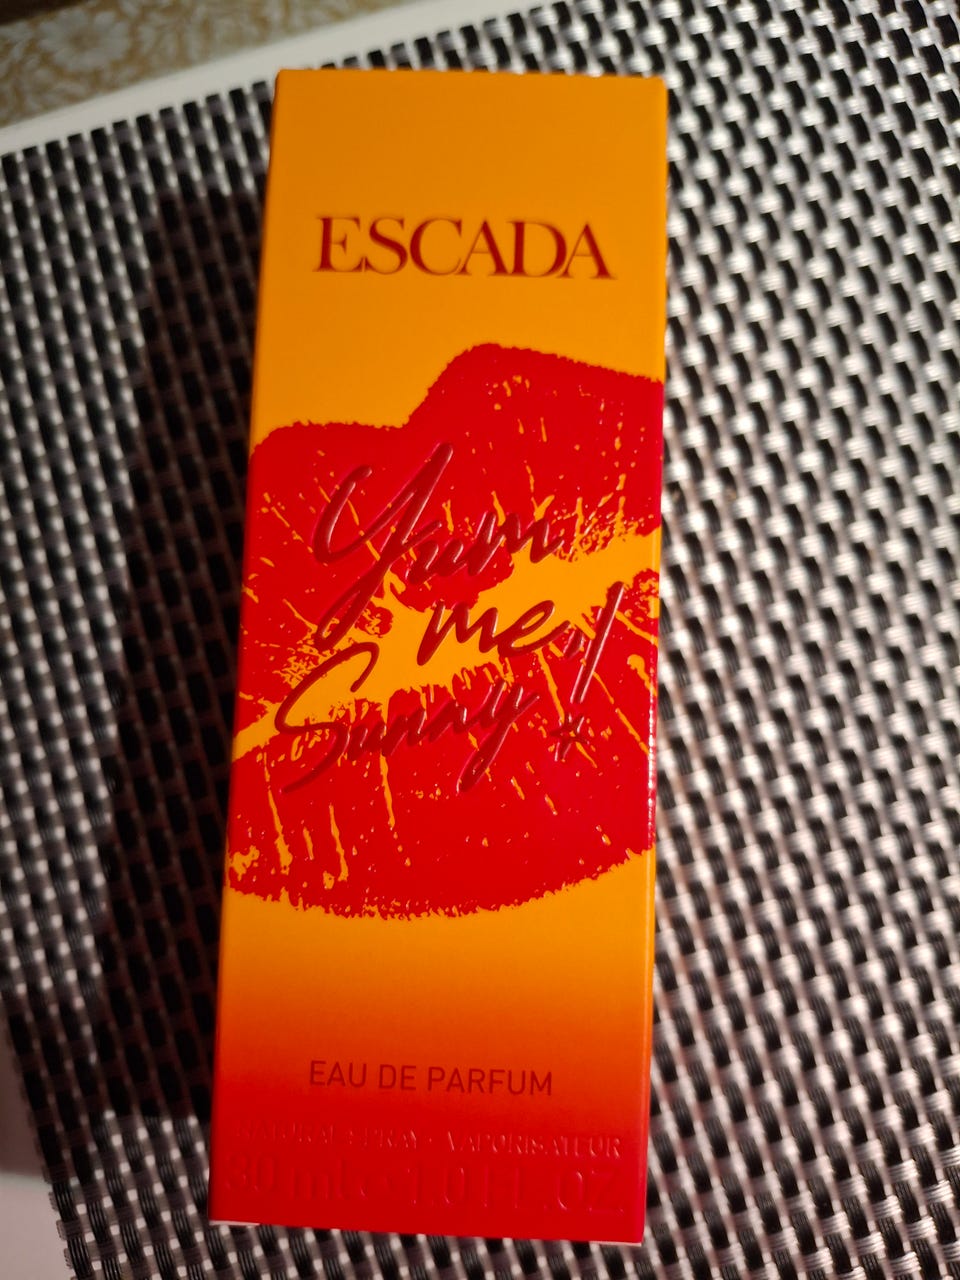 ESCADA
Yum
me!
Sunny
EAU DE PARFUM
NATURAL SPRAY · VAPORISATEUR
30 ml e 1.0 FL.OZ